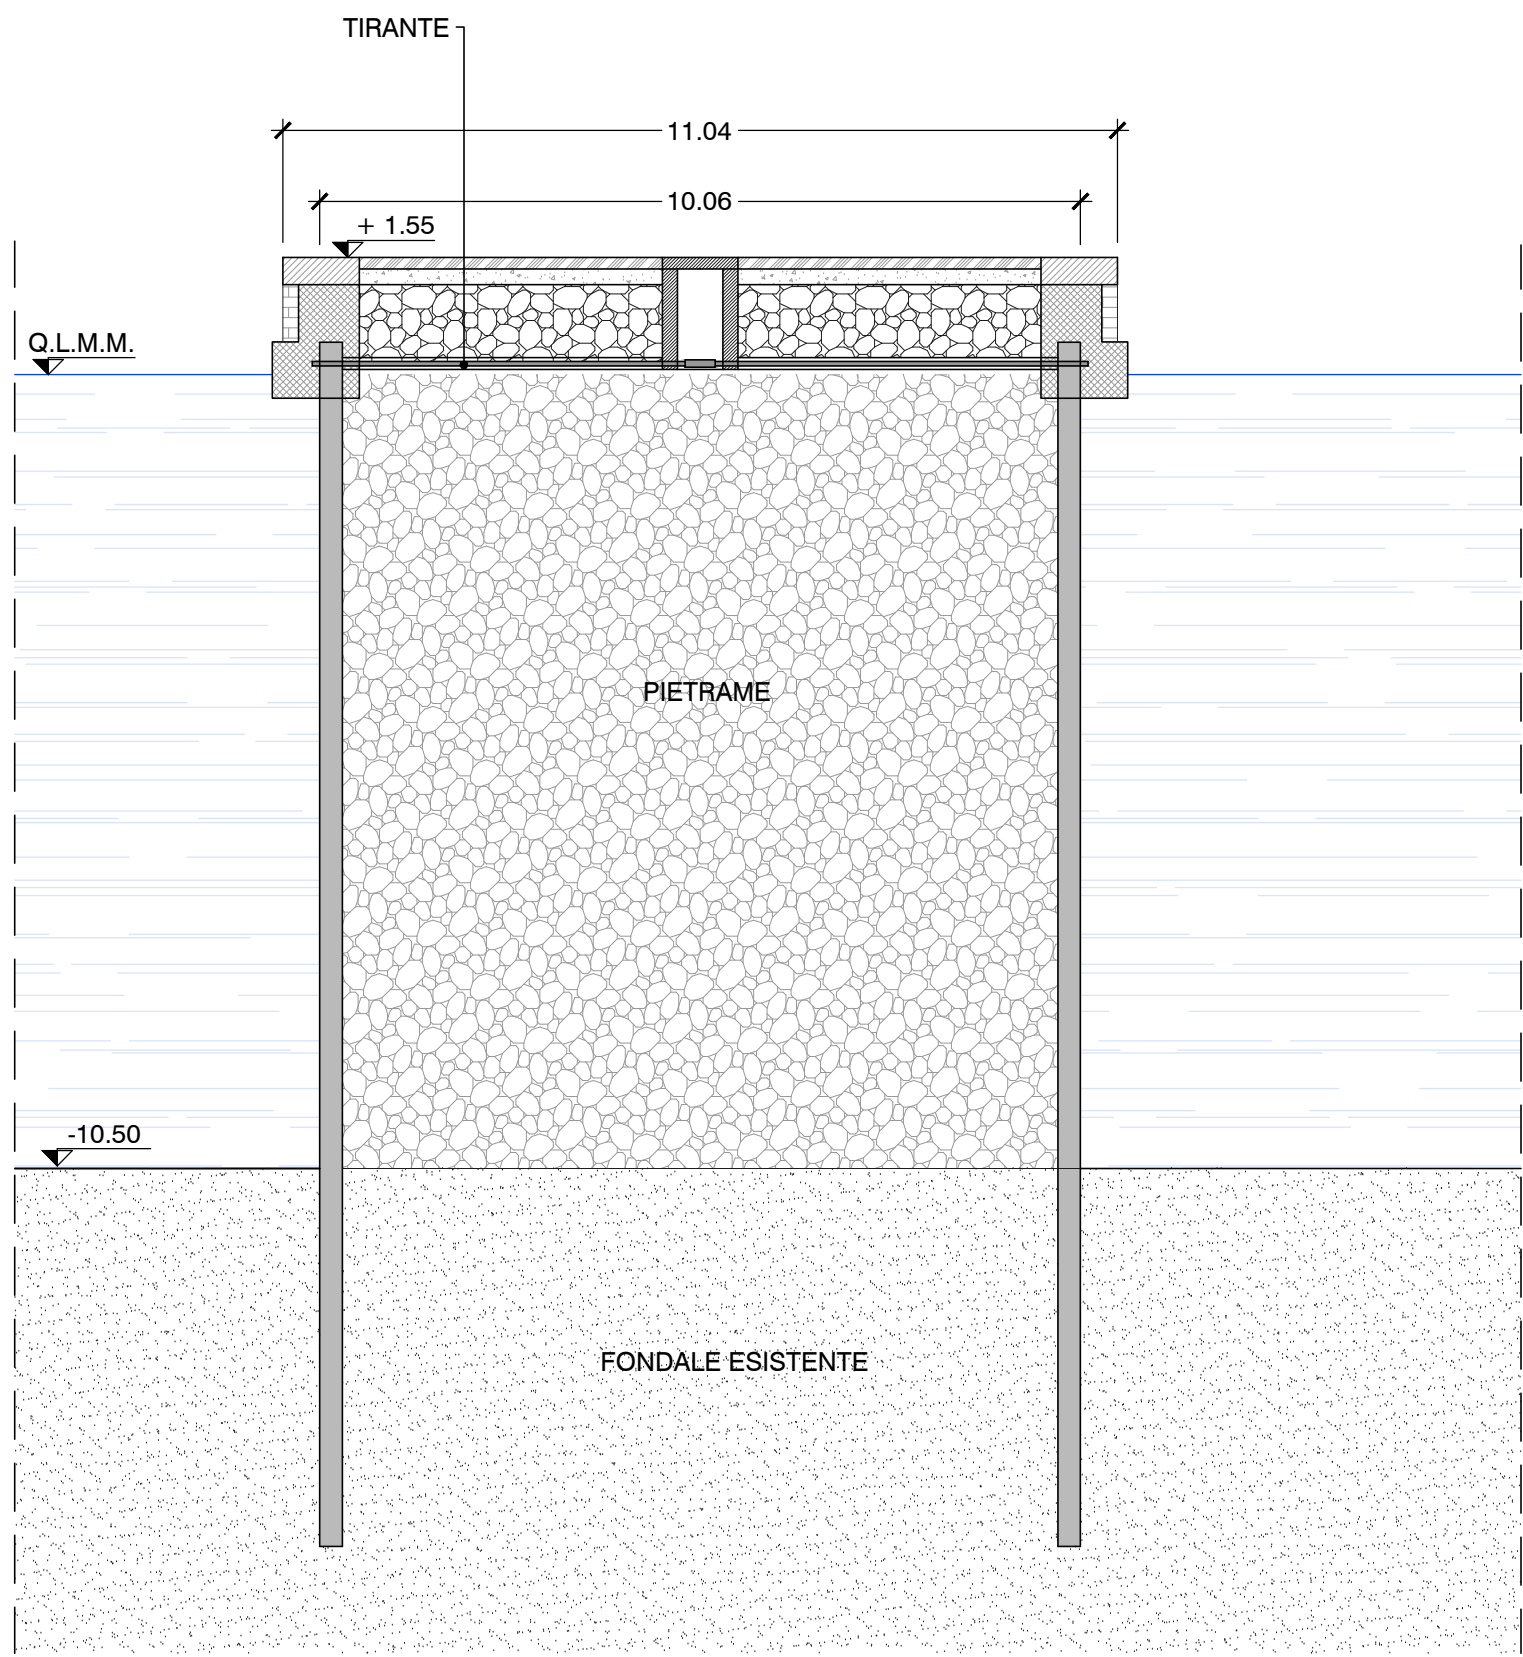 TIRANTE
11.04
10.06
+ 1.55
Q.L.M.M.
PIETRAME
-10.50
FONDALE ESISTENTE